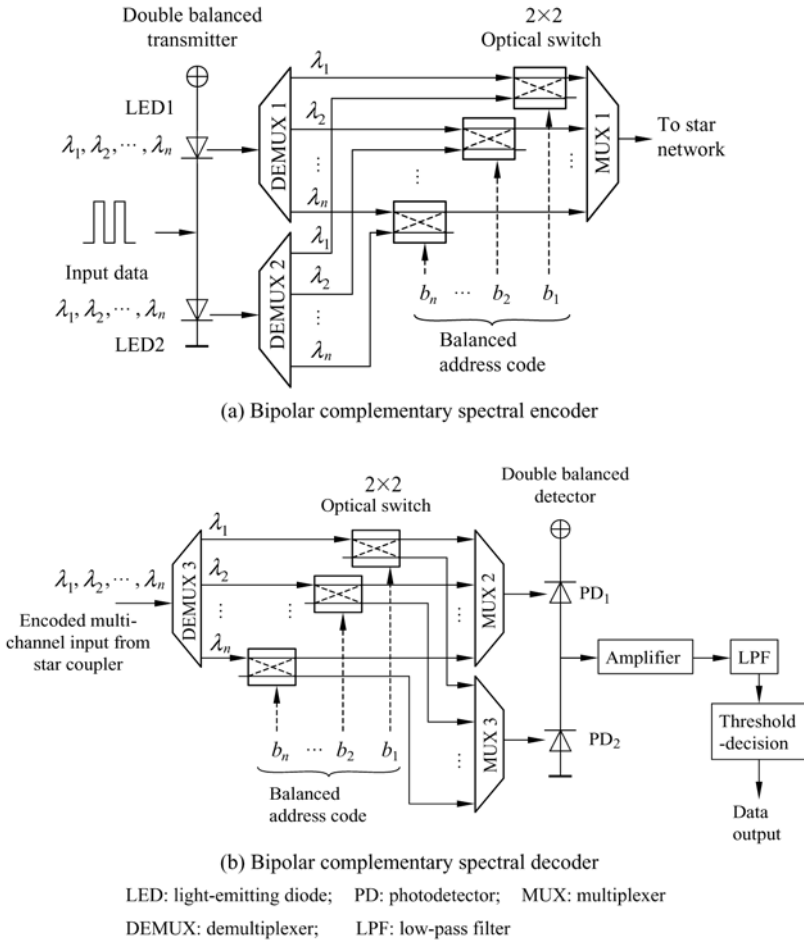 Double balanced
transmitter
2×2
Optical switch
LED1
λ1, λ2, ⋯, λn
Input data
λ1, λ2, ⋯, λn
LED2
DEMUX 1
λ1
λ2
⋮
λn
DEMUX 2
λ1
λ2
⋮
λn
⋮
⋮
MUX 1
To star
network
bn ⋯ b2 b1
Balanced
address code
(a) Bipolar complementary spectral encoder
2×2
Optical switch
Double balanced
detector
λ1, λ2, ⋯, λn
Encoded multi-
channel input from
star coupler
DEMUX 3
λ1
λ2
⋮
⋮
λn
bn ⋯ b2 b1
Balanced
address code
MUX 2
⋮
MUX 3
⋮
PD1
PD2
Amplifier
LPF
Threshold
-decision
Data
output
(b) Bipolar complementary spectral decoder
LED: light-emitting diode; PD: photodetector; MUX: multiplexer
DEMUX: demultiplexer; LPF: low-pass filter